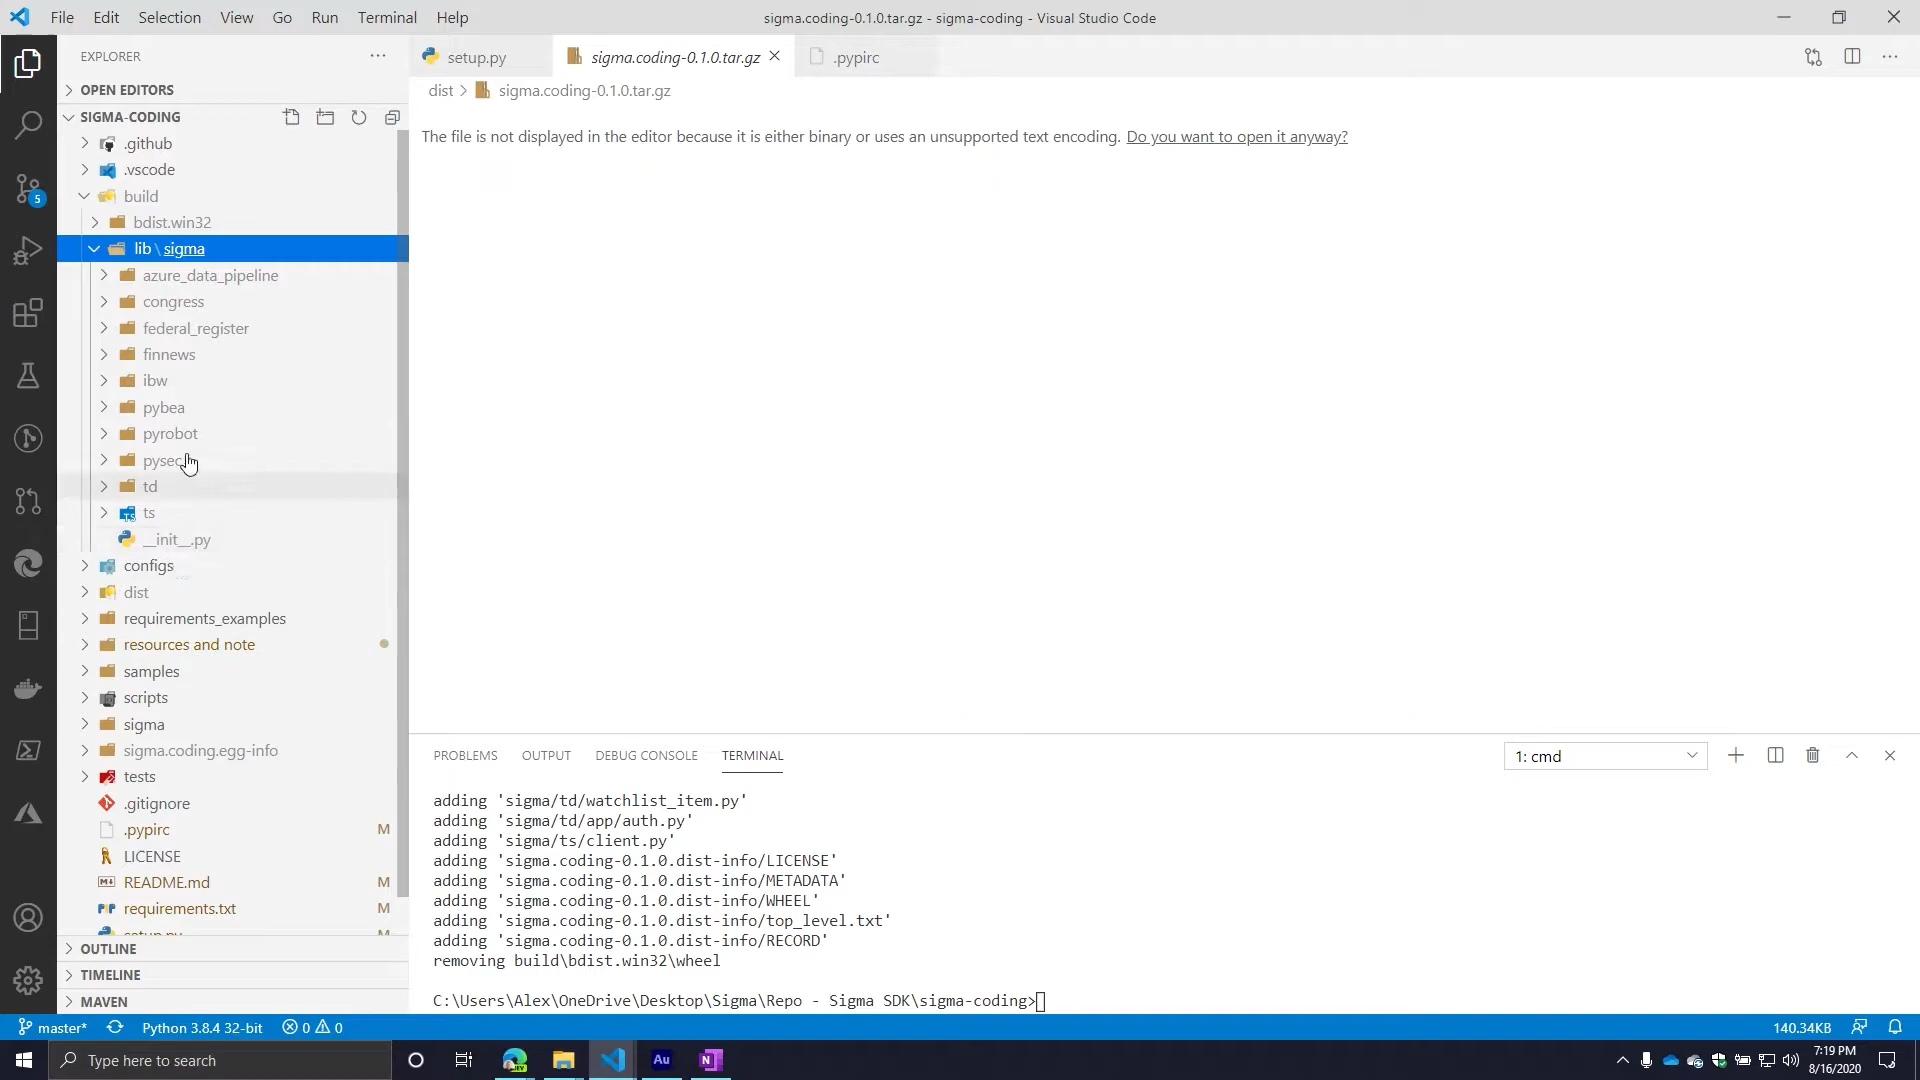 File Edit Selection View Go Run Terminal Help
sigma.coding-0.1.0.tar.gz - sigma-coding - Visual Studio Code
EXPLORER
OPEN EDITORS
SIGMA-CODING
.github
.vscode
build
bdist.win32
lib\sigma
azure_data_pipeline
congress
federal_register
finnews
ibw
pybea
pyrobot
pysec
td
ts
__init__.py
configs
dist
requirements_examples
resources and note
samples
scripts
sigma
sigma.coding.egg-info
tests
.gitignore
.pypirc M
LICENSE
README.md M
requirements.txt M
setup.py M
OUTLINE
TIMELINE
MAVEN
5
setup.py
sigma.coding-0.1.0.tar.gz
.pypirc
dist > sigma.coding-0.1.0.tar.gz
The file is not displayed in the editor because it is either binary or uses an unsupported text encoding. Do you want to open it anyway?
PROBLEMS OUTPUT DEBUG CONSOLE TERMINAL
1: cmd
adding 'sigma/td/watchlist_item.py'
adding 'sigma/td/app/auth.py'
adding 'sigma/ts/client.py'
adding 'sigma.coding-0.1.0.dist-info/LICENSE'
adding 'sigma.coding-0.1.0.dist-info/METADATA'
adding 'sigma.coding-0.1.0.dist-info/WHEEL'
adding 'sigma.coding-0.1.0.dist-info/top_level.txt'
adding 'sigma.coding-0.1.0.dist-info/RECORD'
removing build\bdist.win32\wheel
C:\Users\Alex\OneDrive\Desktop\Sigma\Repo - Sigma SDK\sigma-coding>
master* Python 3.8.4 32-bit 0 0
140.34KB
Type here to search
Au
N
7:19 PM
8/16/2020